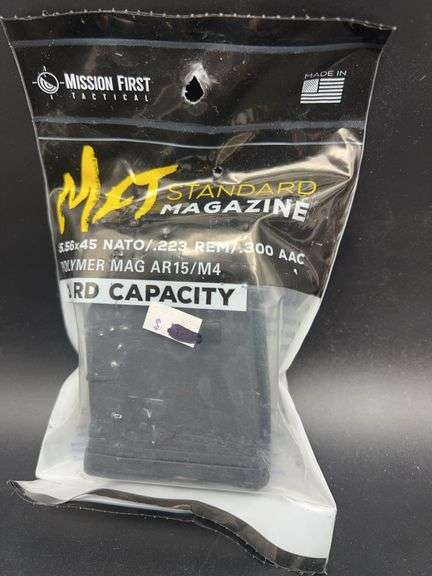 MISSION FIRST
TACTICAL
MADE IN
MFT STANDARD
MAGAZINE
5.56x45 NATO/.223 REM/.300 AAC
POLYMER MAG AR15/M4
RD CAPACITY
$